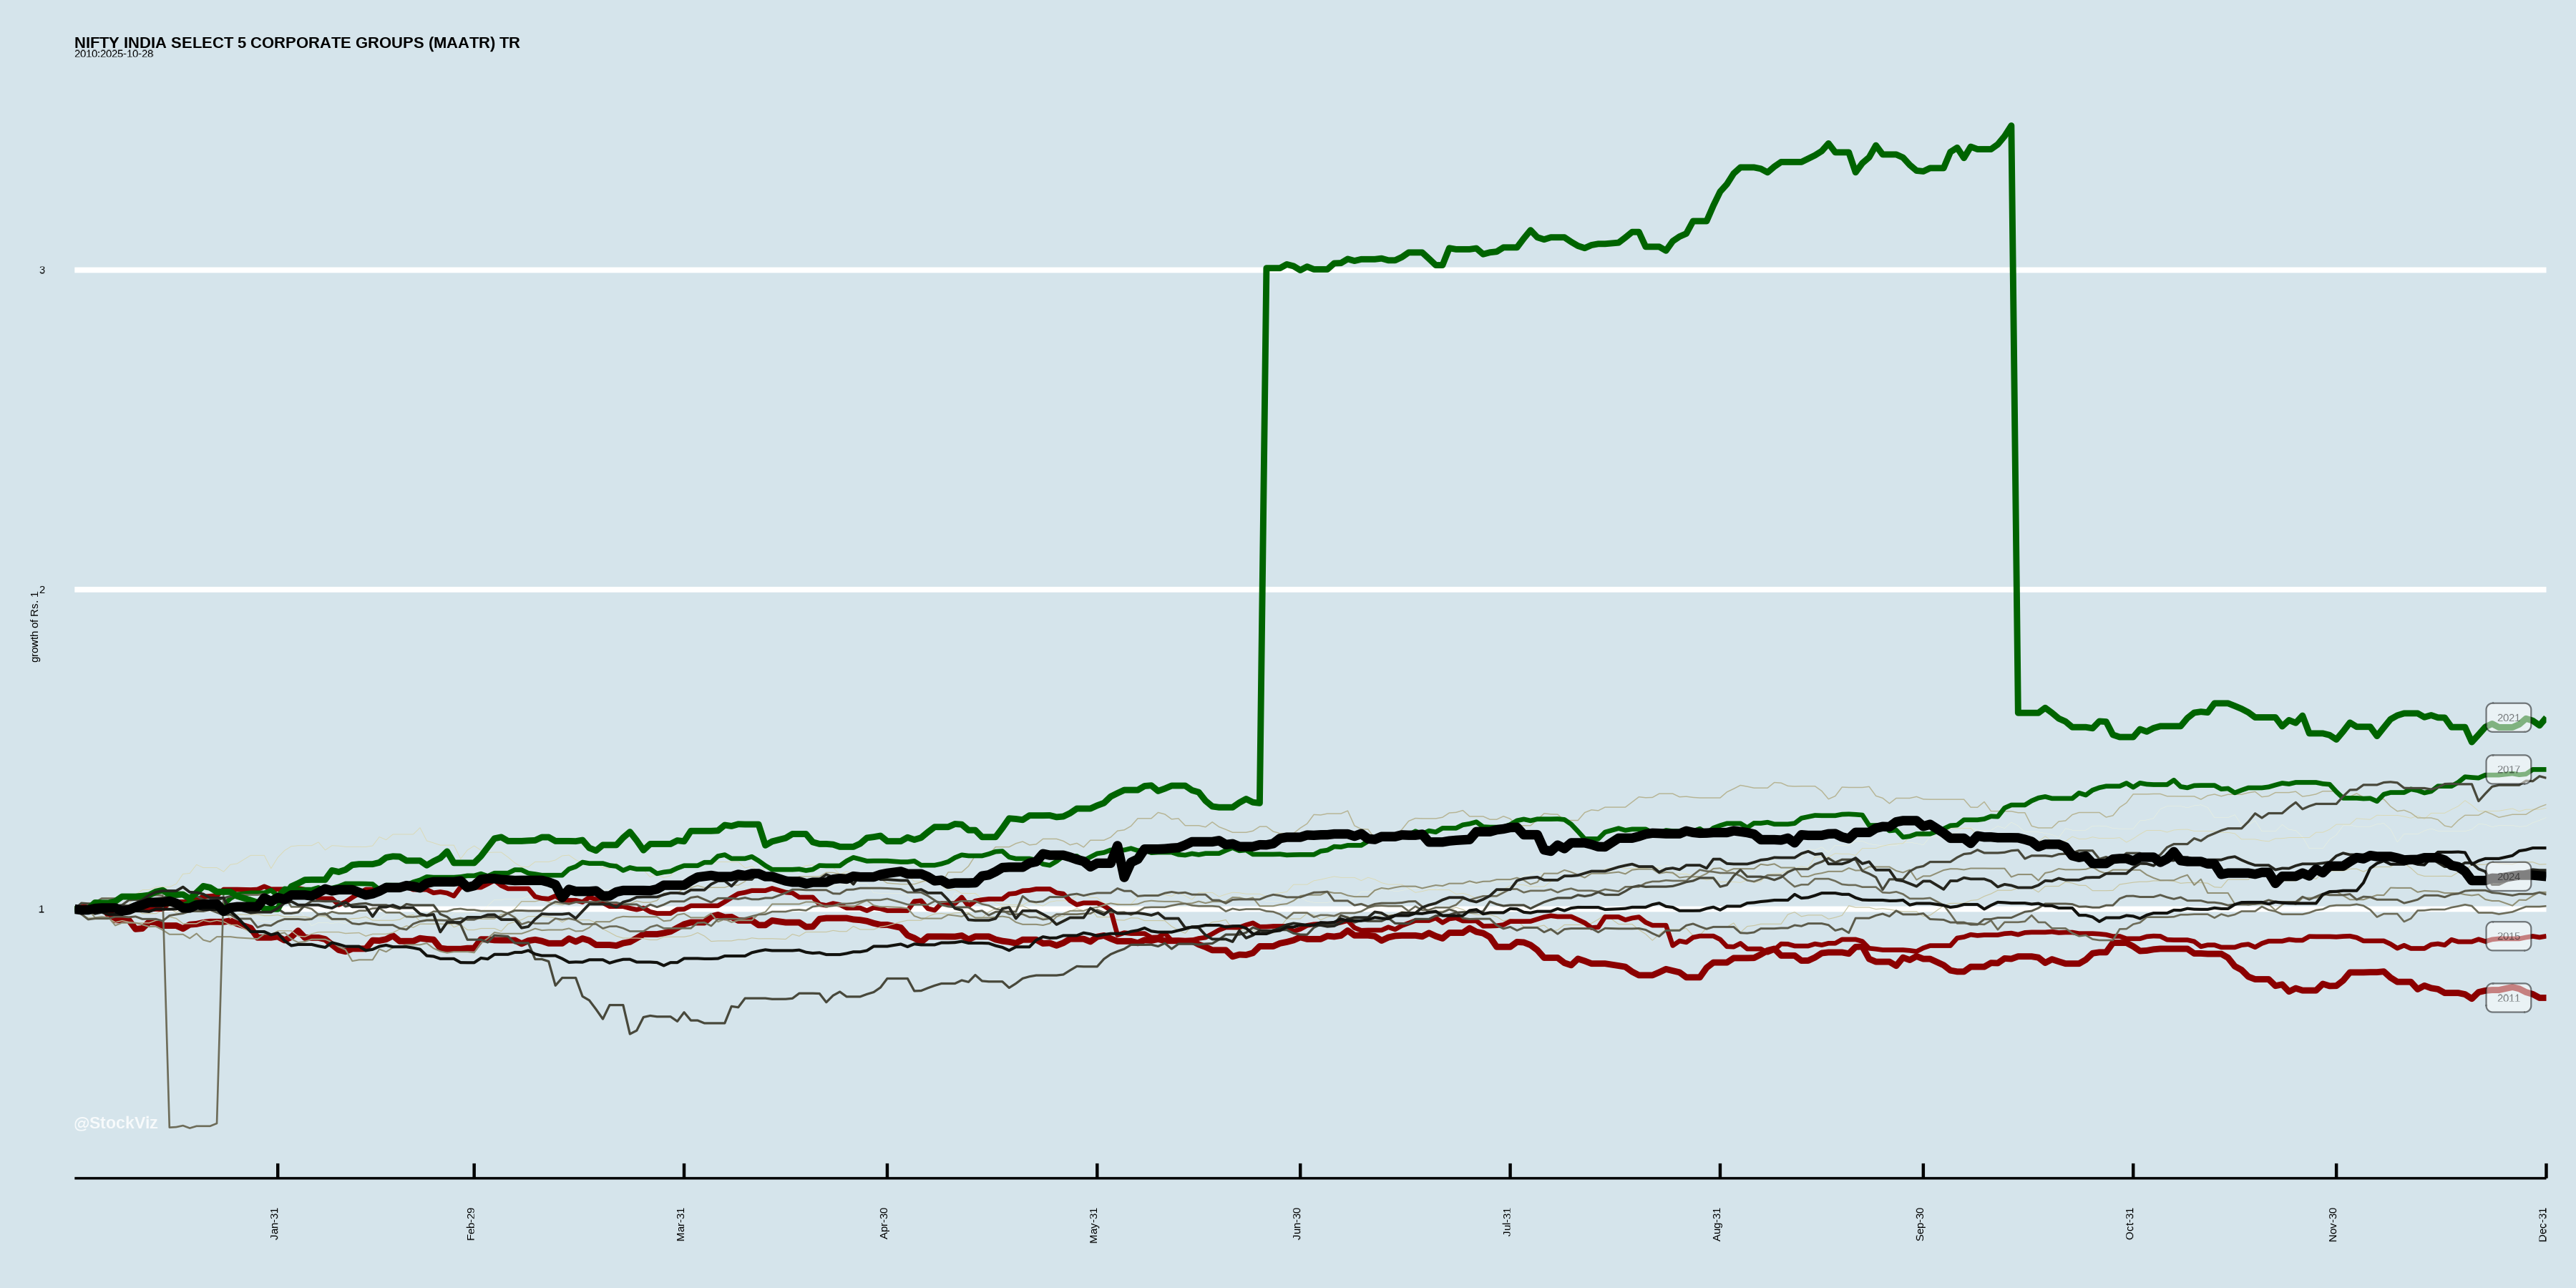 NIFTY INDIA SELECT 5 CORPORATE GROUPS (MAATR) TR
2010:2025-10-28
3
2
1
growth of Rs. 1
2021
2017
2024
2015
2011
@StockViz
Jan-31
Feb-29
Mar-31
Apr-30
May-31
Jun-30
Jul-31
Aug-31
Sep-30
Oct-31
Nov-30
Dec-31